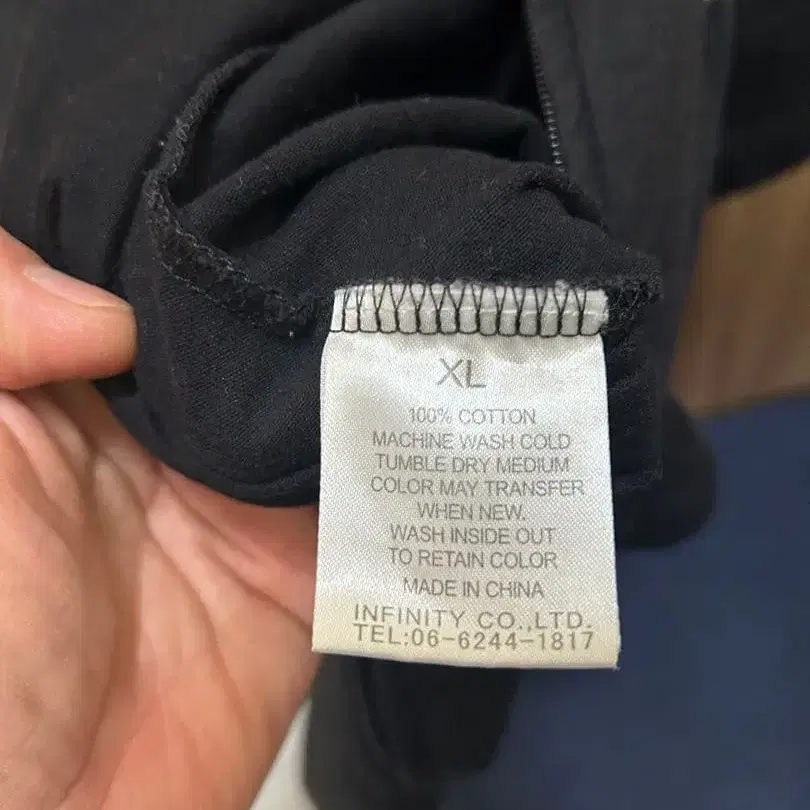 XL
100% COTTON
MACHINE WASH COLD
TUMBLE DRY MEDIUM
COLOR MAY TRANSFER
WHEN NEW.
WASH INSIDE OUT
TO RETAIN COLOR
MADE IN CHINA
INFINITY CO.,LTD.
TEL:06-6244-1817